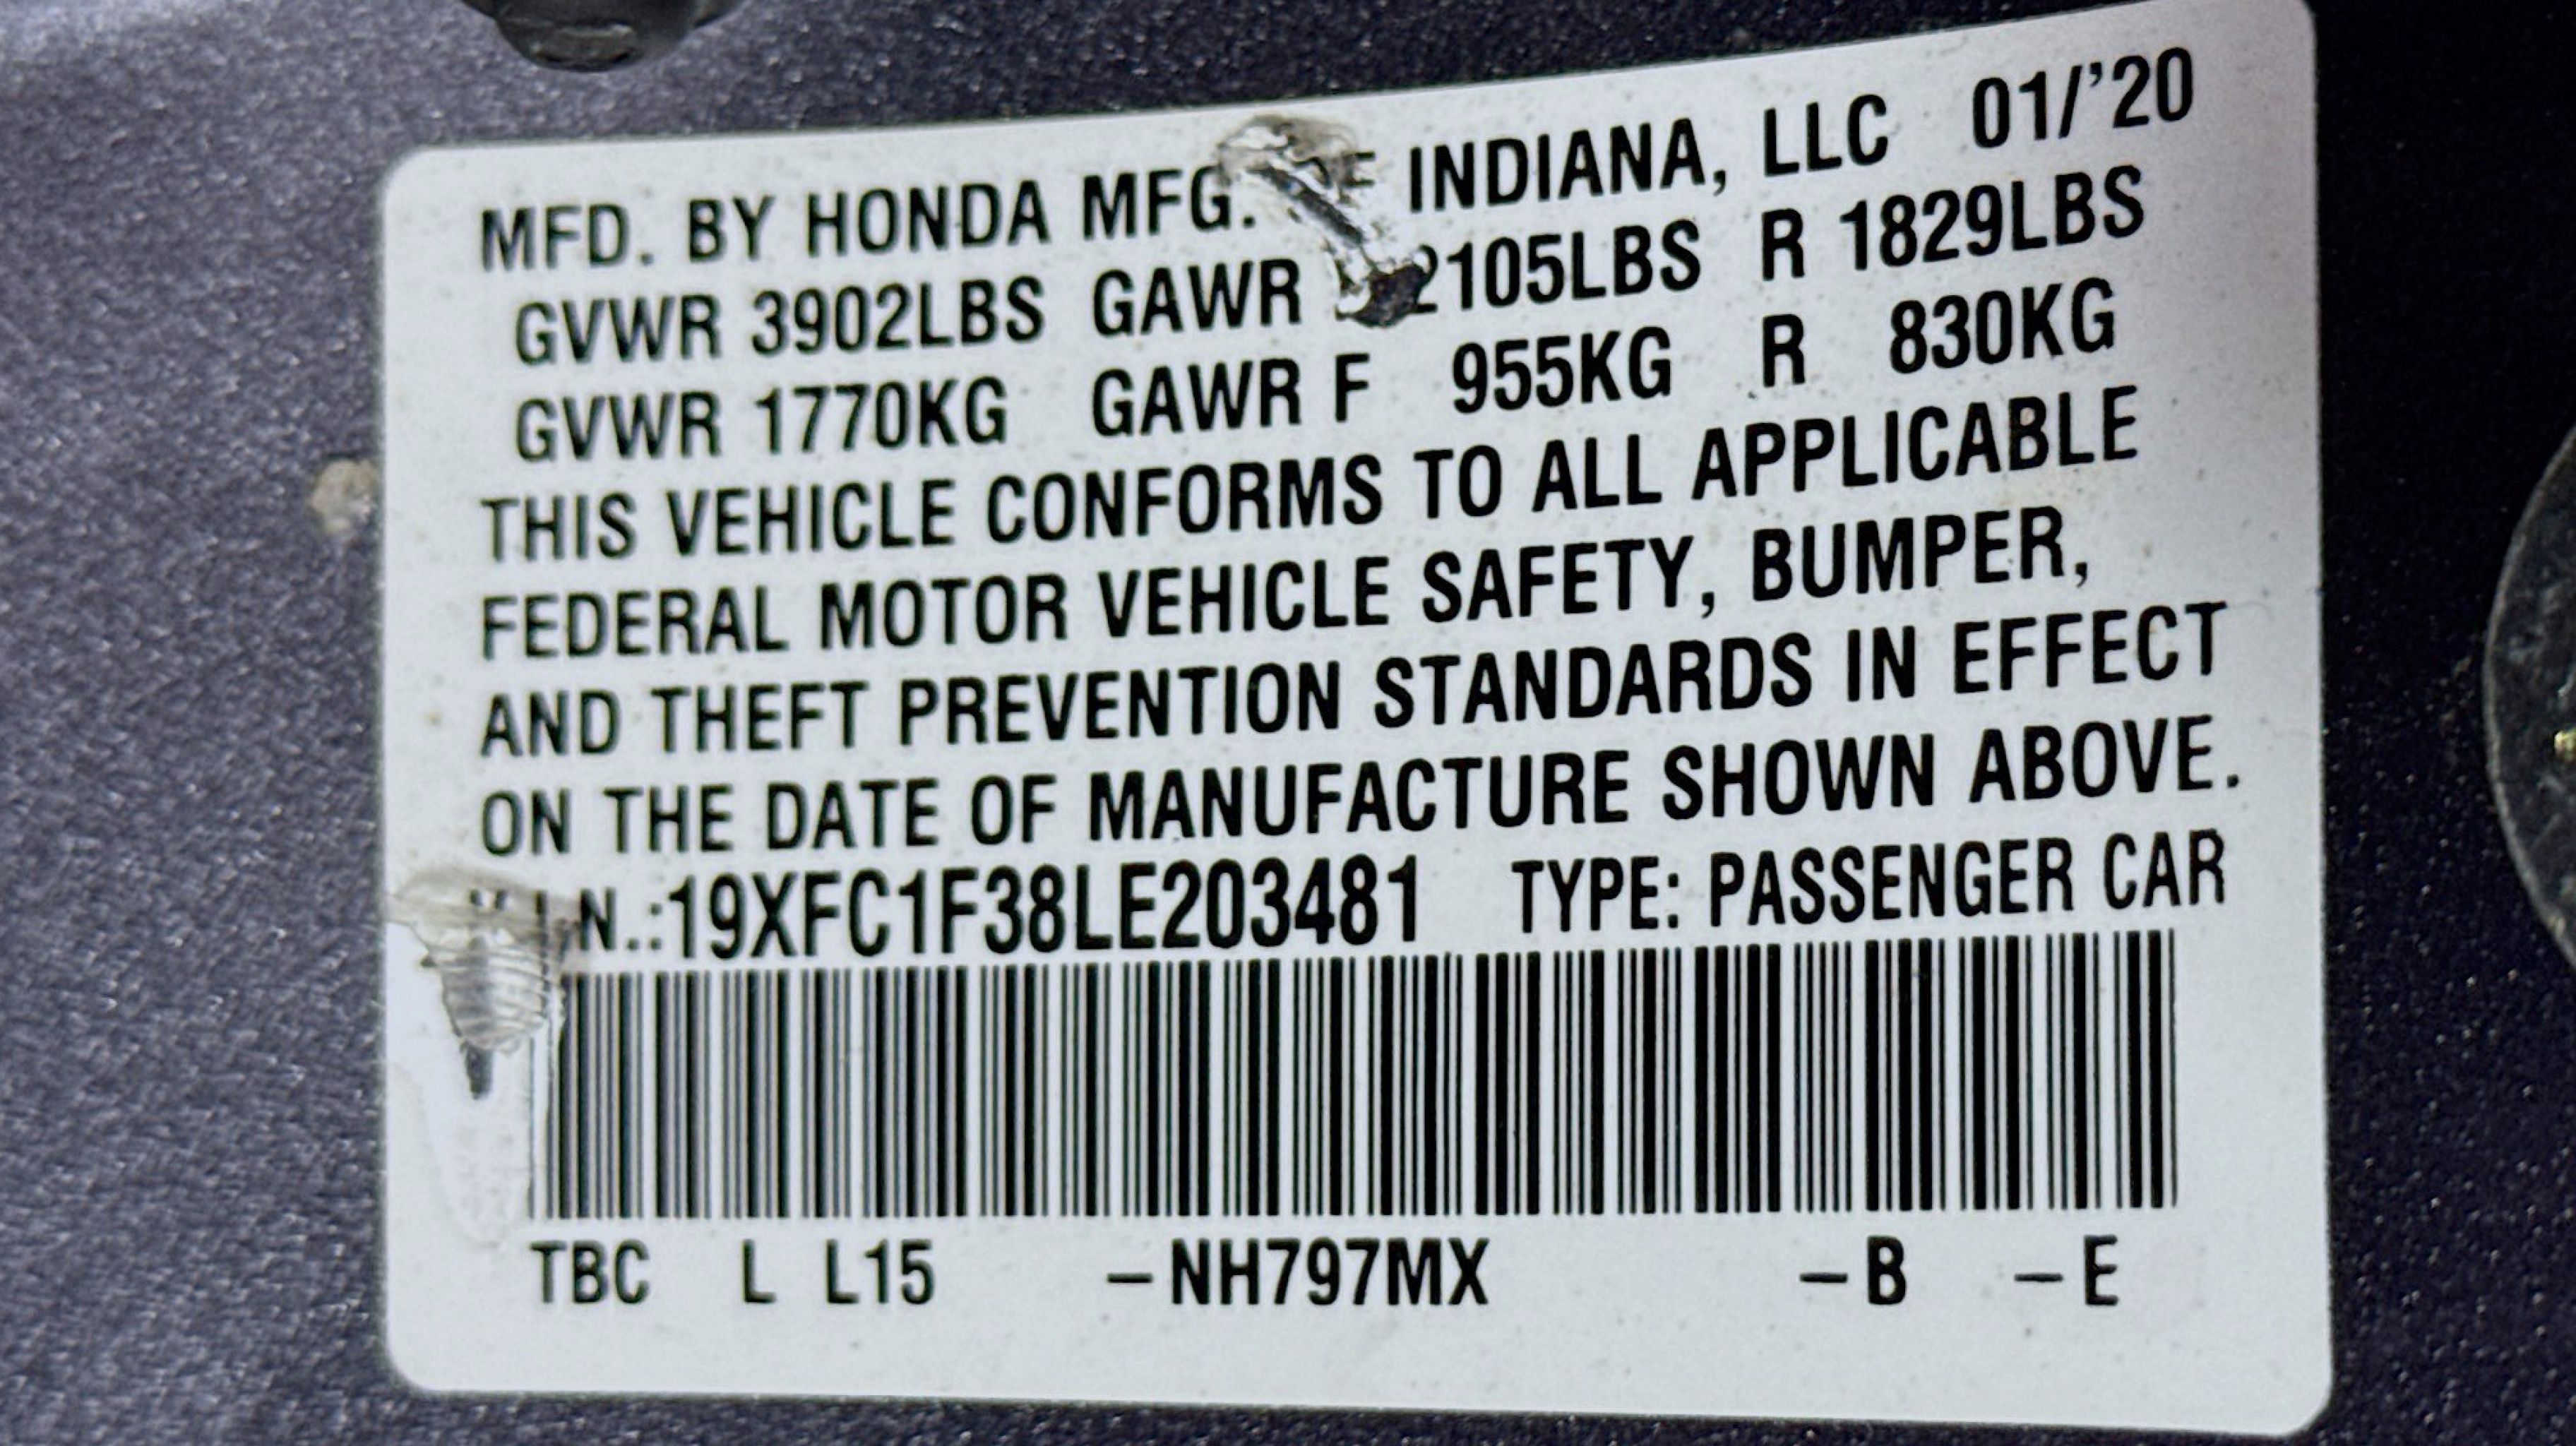 MFD. BY HONDA MFG. INDIANA, LLC 01/'20
GVWR 3902LBS GAWR 2105LBS R 1829LBS
GVWR 1770KG GAWR F 955KG R 830KG
THIS VEHICLE CONFORMS TO ALL APPLICABLE
FEDERAL MOTOR VEHICLE SAFETY, BUMPER,
AND THEFT PREVENTION STANDARDS IN EFFECT
ON THE DATE OF MANUFACTURE SHOWN ABOVE.
V.I.N.:19XFC1F38LE203481 TYPE: PASSENGER CAR
TBC L L15 –NH797MX –B –E